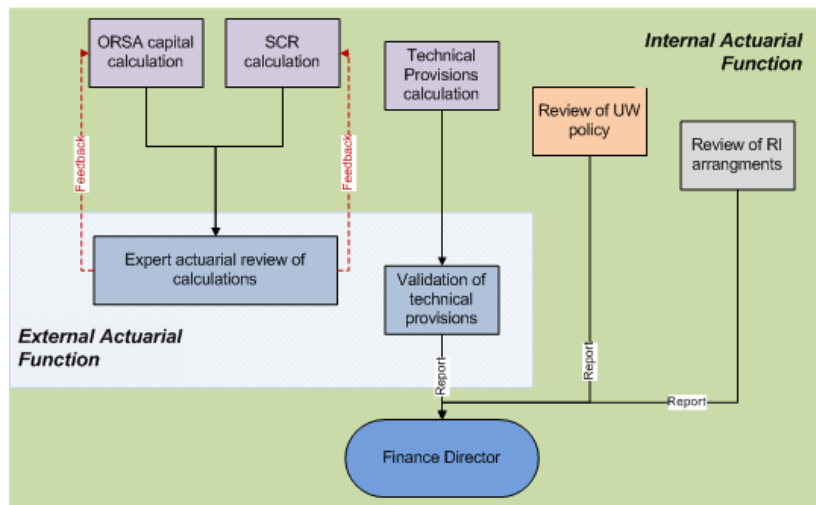 ORSA capital
calculation
SCR
calculation
Technical
Provisions
calculation
Internal Actuarial
Function
Review of UW
policy
Review of RI
arrangments
Feedback
Feedback
Expert actuarial review of
calculations
Validation of
technical
provisions
External Actuarial
Function
Report
Report
Report
Finance Director